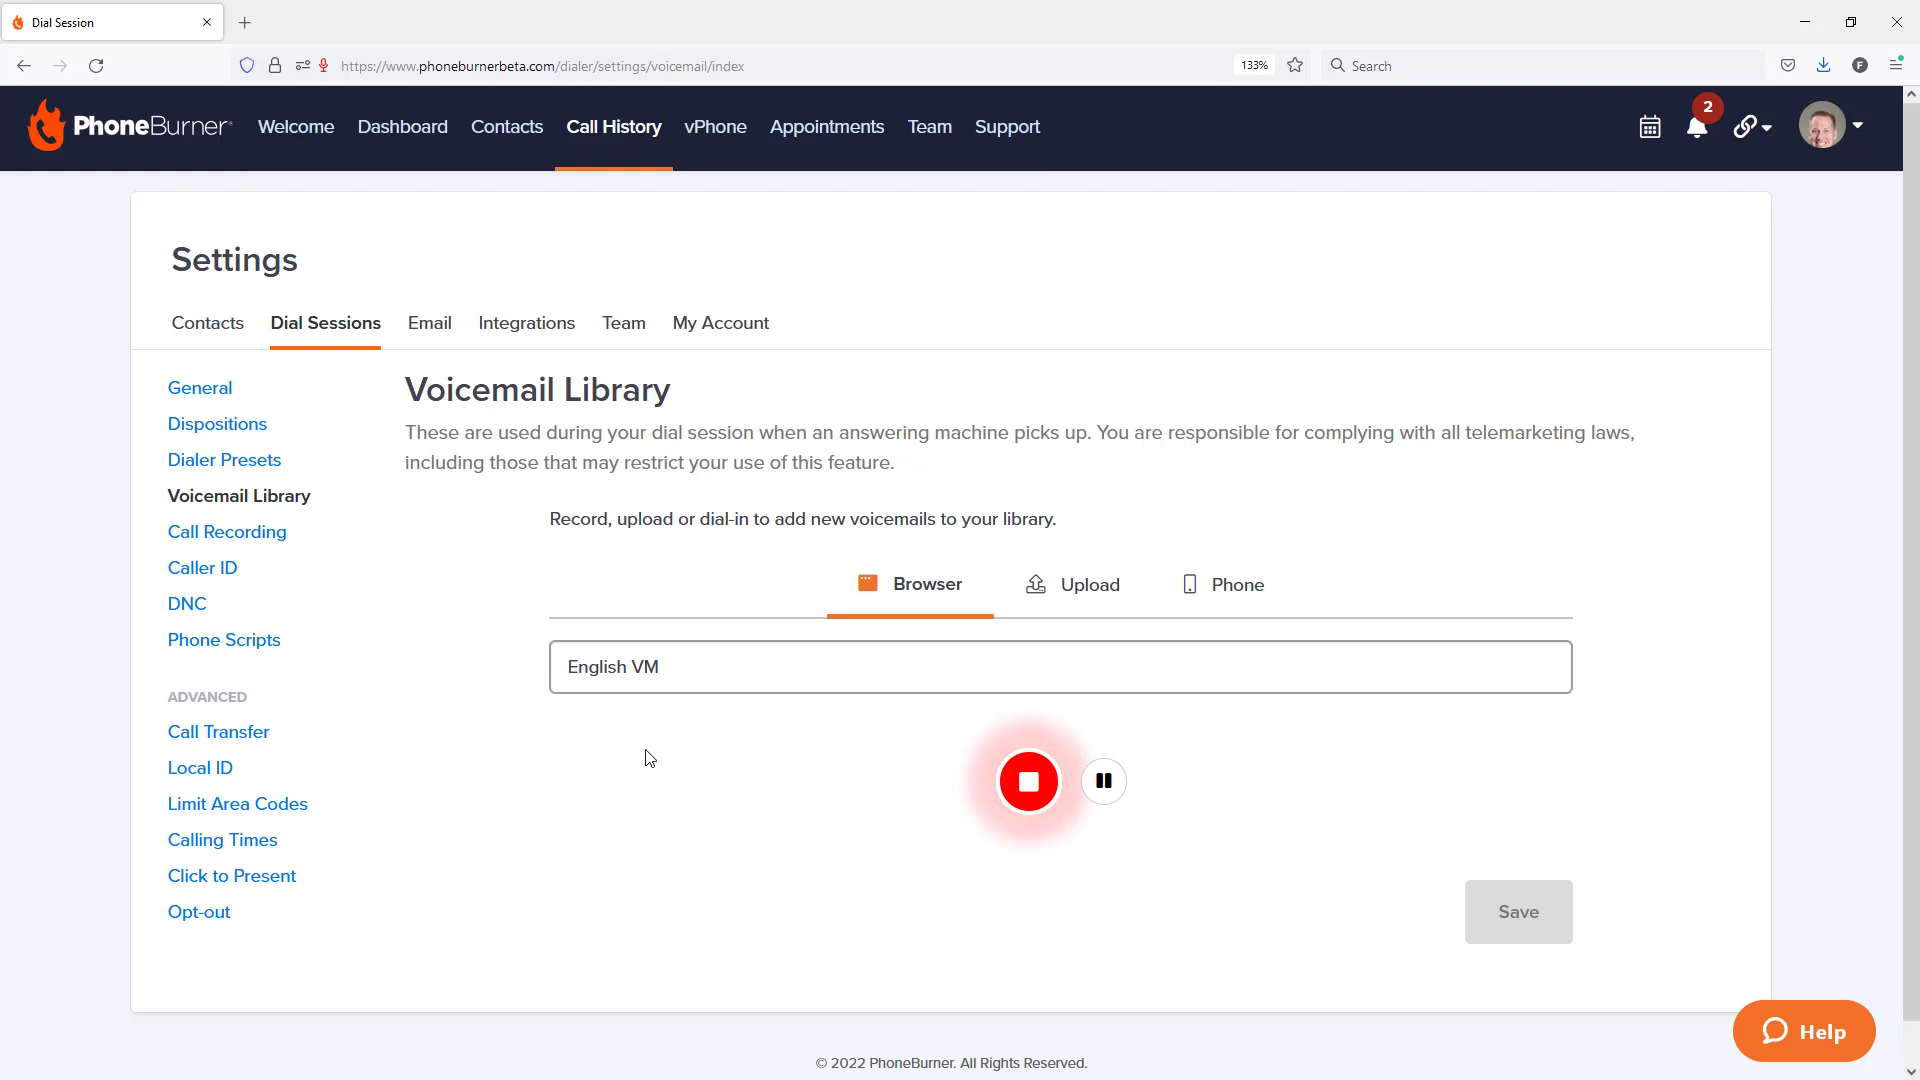 Dial Session
https://www.phoneburnerbeta.com/dialer/settings/voicemail/index
133%
Search
F
PhoneBurner
Welcome
Dashboard
Contacts
Call History
vPhone
Appointments
Team
Support
2
Settings
Contacts
Dial Sessions
Email
Integrations
Team
My Account
General
Dispositions
Dialer Presets
Voicemail Library
Call Recording
Caller ID
DNC
Phone Scripts
ADVANCED
Call Transfer
Local ID
Limit Area Codes
Calling Times
Click to Present
Opt-out
Voicemail Library
These are used during your dial session when an answering machine picks up. You are responsible for complying with all telemarketing laws,
including those that may restrict your use of this feature.
Record, upload or dial-in to add new voicemails to your library.
Browser
Upload
Phone
English VM
Save
Help
© 2022 PhoneBurner. All Rights Reserved.